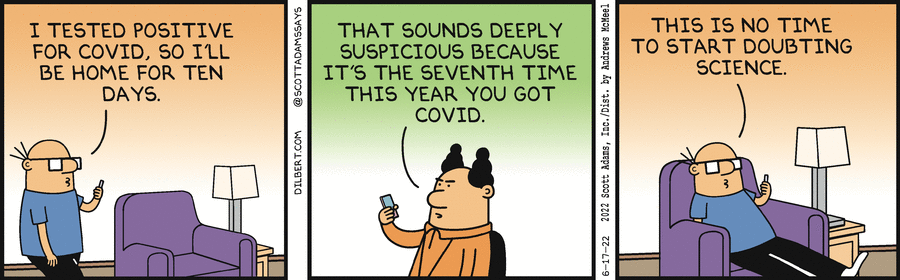 I TESTED POSITIVE
FOR COVID, SO I'LL
BE HOME FOR TEN
DAYS.
DILBERT.COM @SCOTTADAMSSAYS
THAT SOUNDS DEEPLY
SUSPICIOUS BECAUSE
IT'S THE SEVENTH TIME
THIS YEAR YOU GOT
COVID.
6-17-22 2022 Scott Adams, Inc./Dist. by Andrews McMeel
THIS IS NO TIME
TO START DOUBTING
SCIENCE.